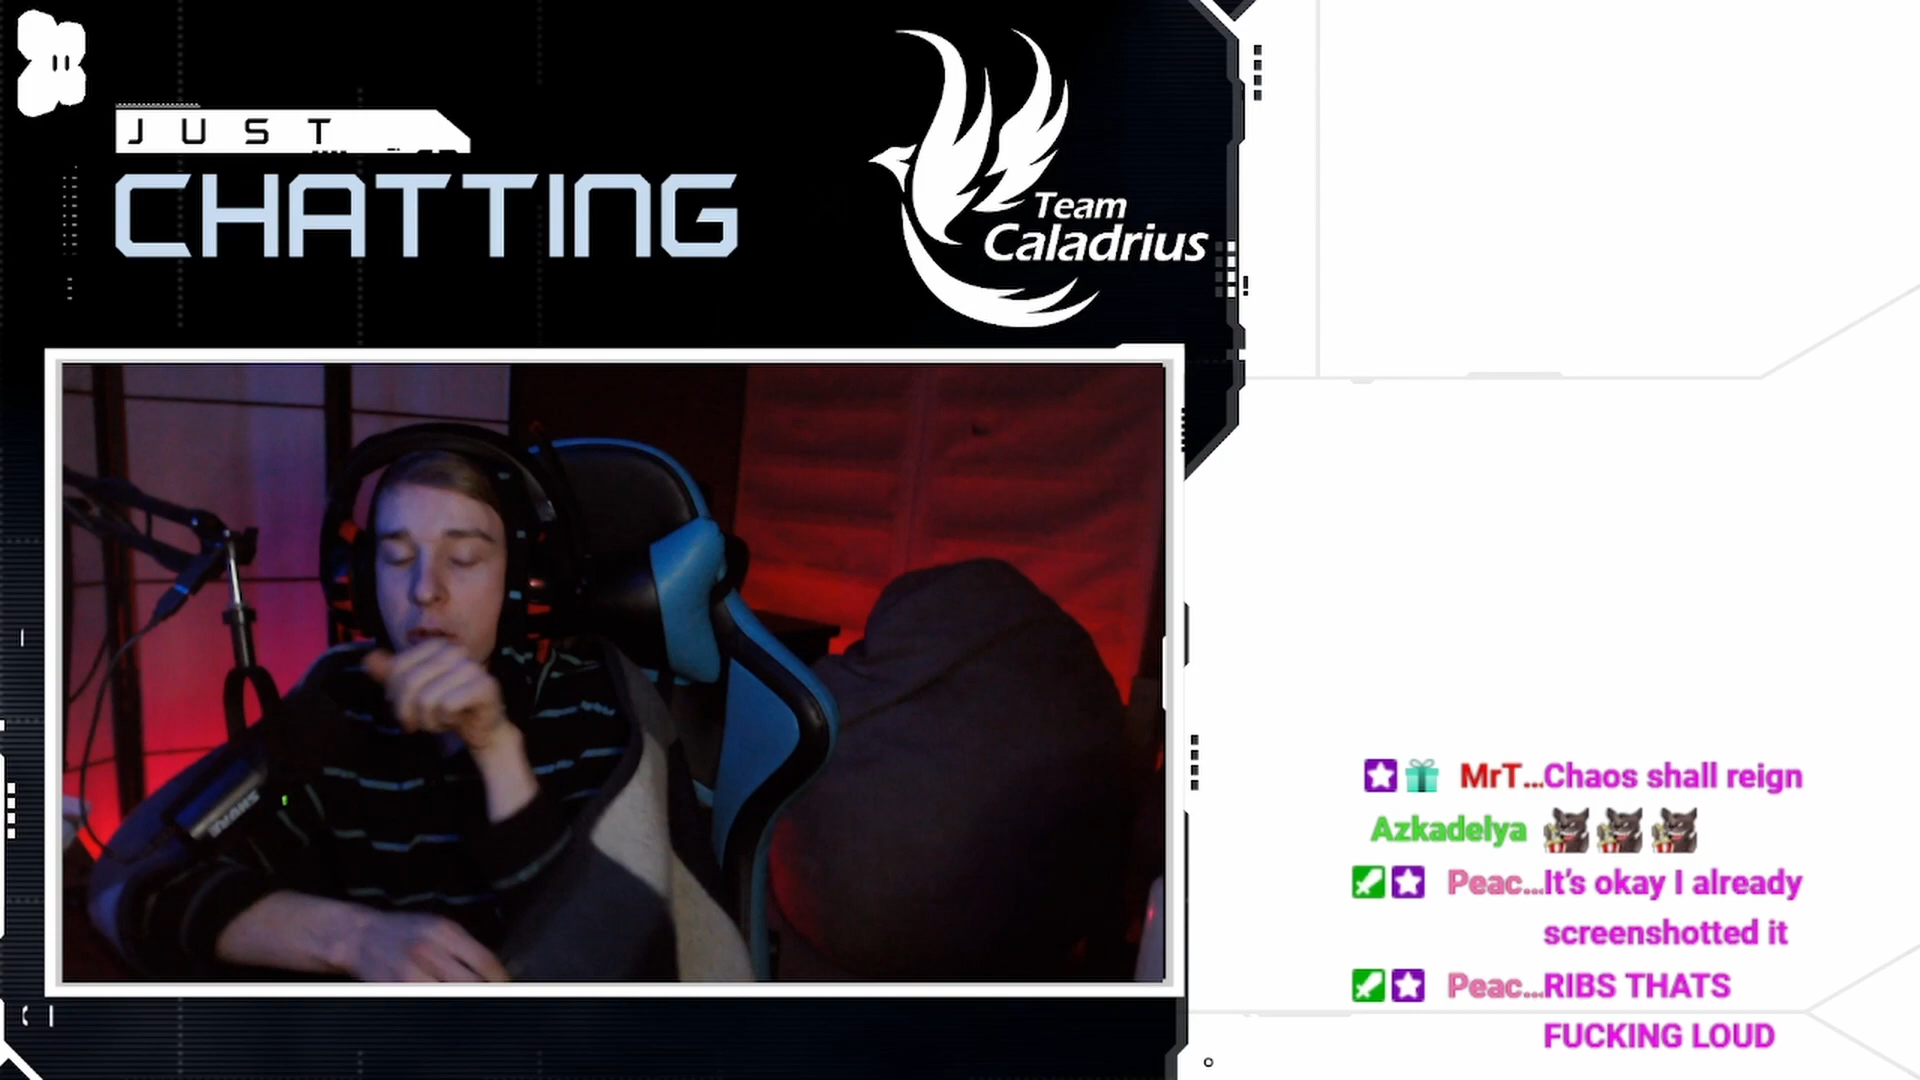 JUST
CHATTING
Team
Caladrius
MrT...Chaos shall reign
Azkadelya
Peac...It's okay I already
screenshotted it
Peac...RIBS THATS
FUCKING LOUD